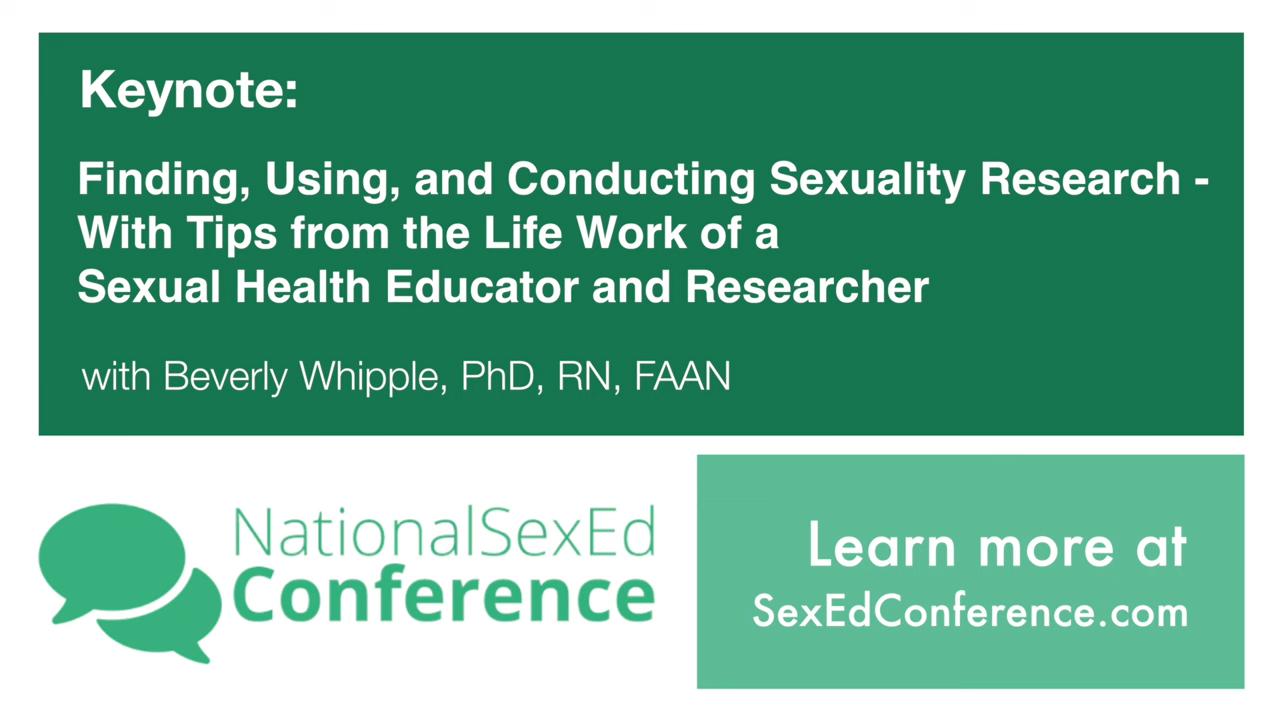 Keynote:
Finding, Using, and Conducting Sexuality Research -
With Tips from the Life Work of a
Sexual Health Educator and Researcher
with Beverly Whipple, PhD, RN, FAAN
NationalSexEd
Conference
Learn more at
SexEdConference.com